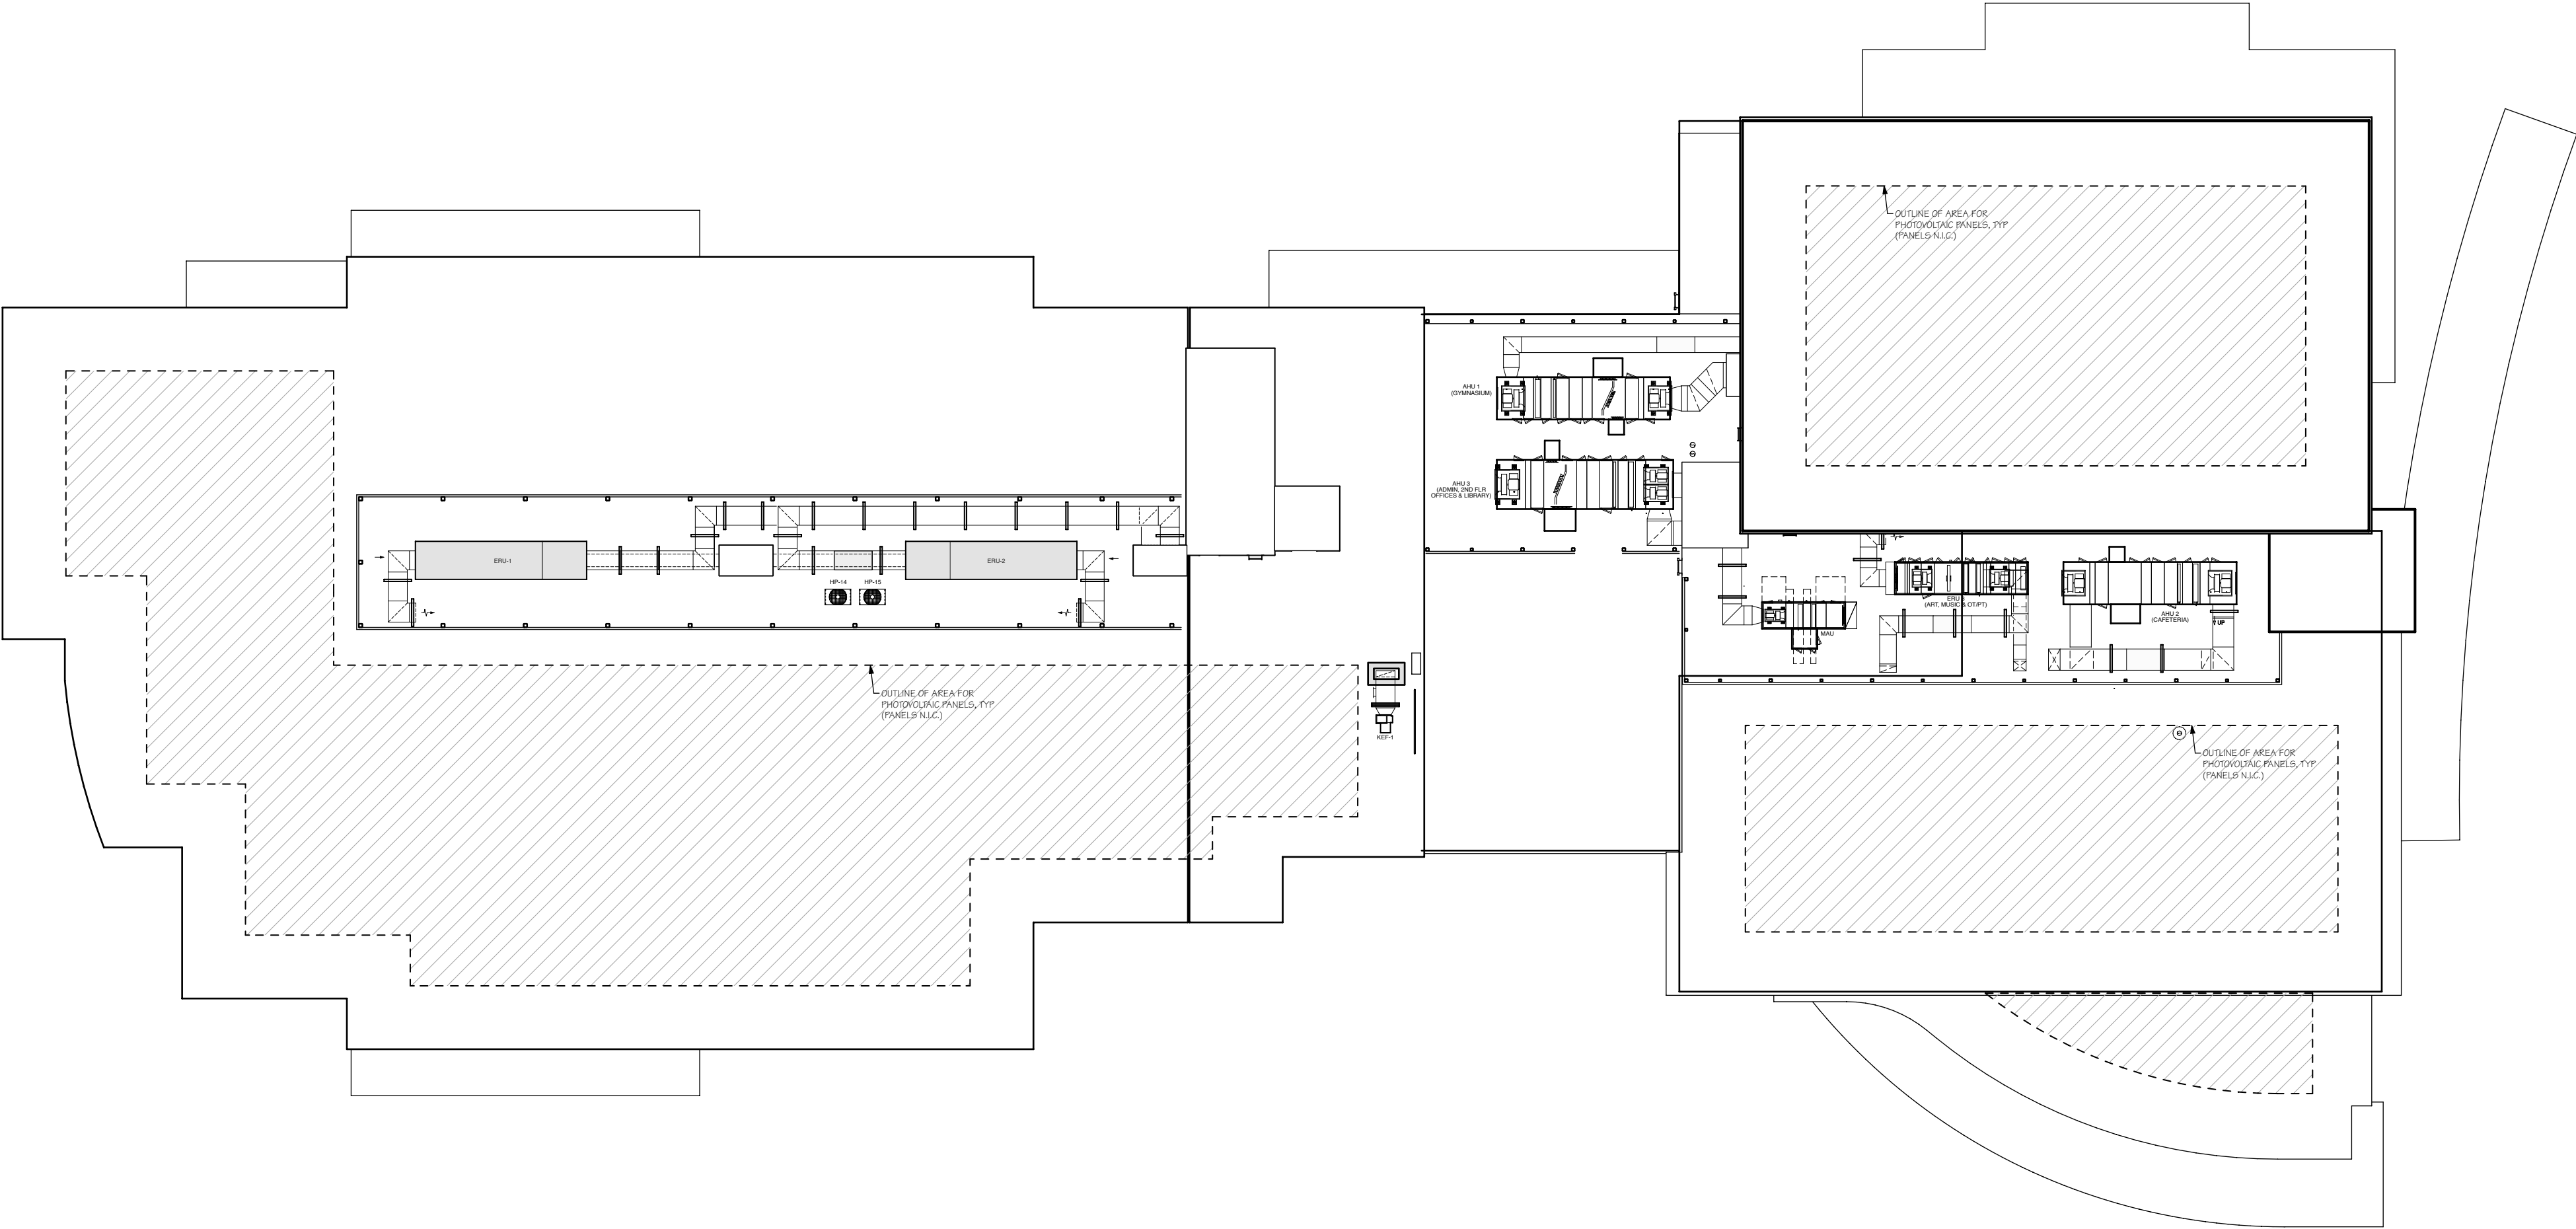 OUTLINE OF AREA FOR
PHOTOVOLTAIC PANELS, TYP
(PANELS N.I.C.)
AHU 1
(GYMNASIUM)
AHU 3
(ADMIN, 2ND FLR
OFFICES & LIBRARY)
ERU-1
ERU-2
HP-14
HP-15
ERU
(ART, MUSIC & OT/PT)
AHU 2
(CAFETERIA)
UP
MAU
OUTLINE OF AREA FOR
PHOTOVOLTAIC PANELS, TYP
(PANELS N.I.C.)
KEF-1
OUTLINE OF AREA FOR
PHOTOVOLTAIC PANELS, TYP
(PANELS N.I.C.)